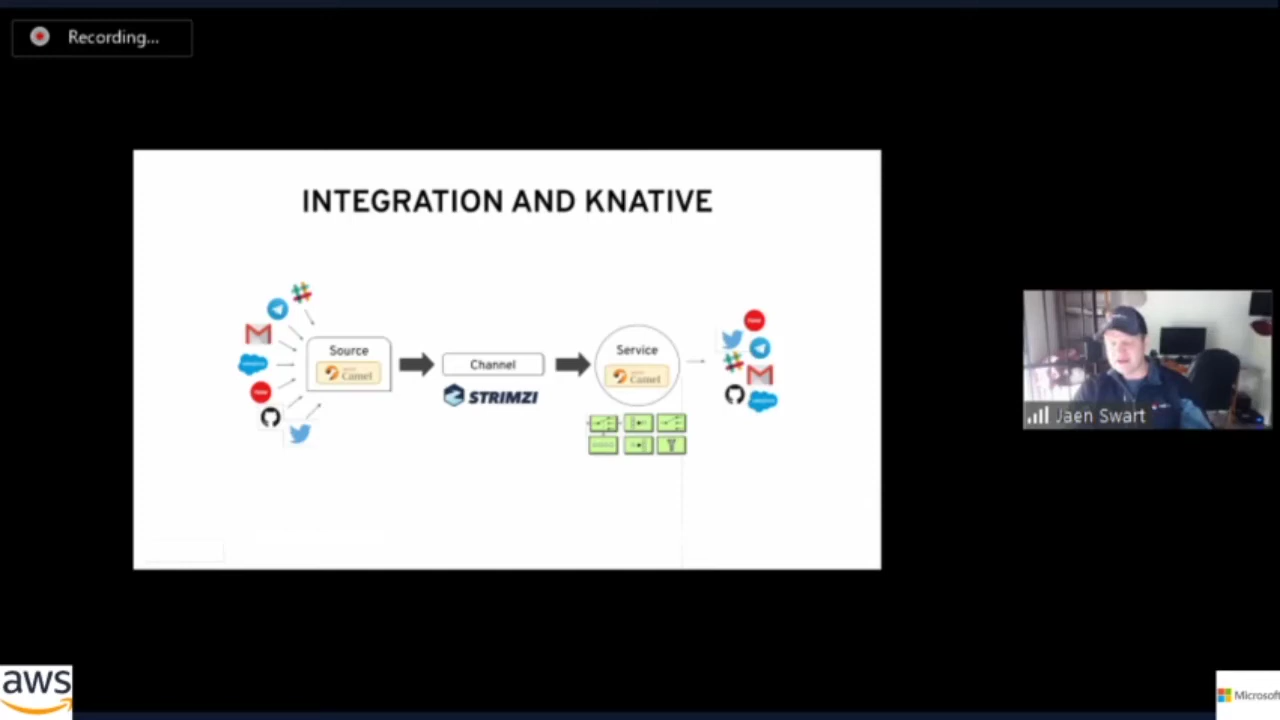 Recording...
INTEGRATION AND KNATIVE
Source
Camel
Channel
STRIMZI
Service
Camel
Jaen Swart
aws
Microsoft